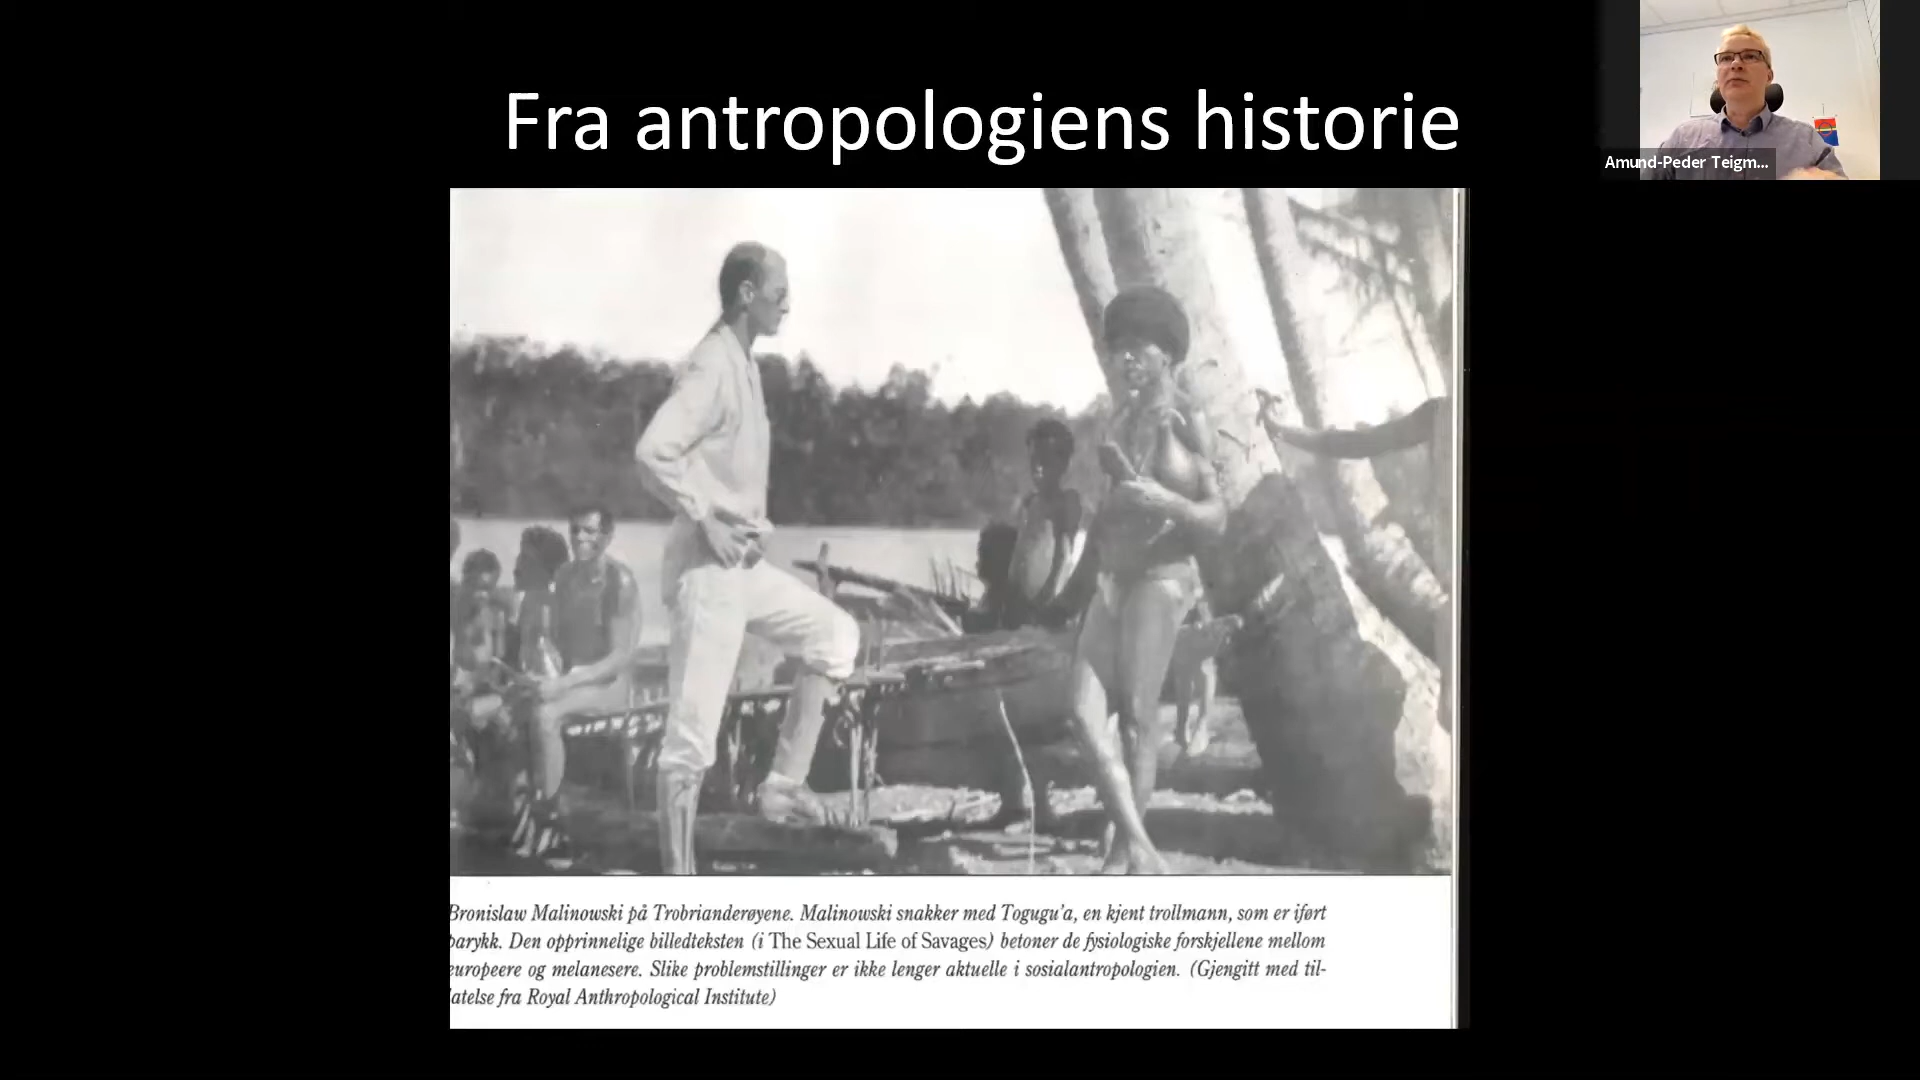 Fra antropologiens historie
Amund-Peder Teigm...
Bronislaw Malinowski på Trobrianderøyene. Malinowski snakker med Togugu'a, en kjent trollmann, som er iført
parykk. Den opprinnelige billedteksten (i The Sexual Life of Savages) betoner de fysiologiske forskjellene mellom
europeere og melanesere. Slike problemstillinger er ikke lenger aktuelle i sosialantropologien. (Gjengitt med til-
latelse fra Royal Anthropological Institute)